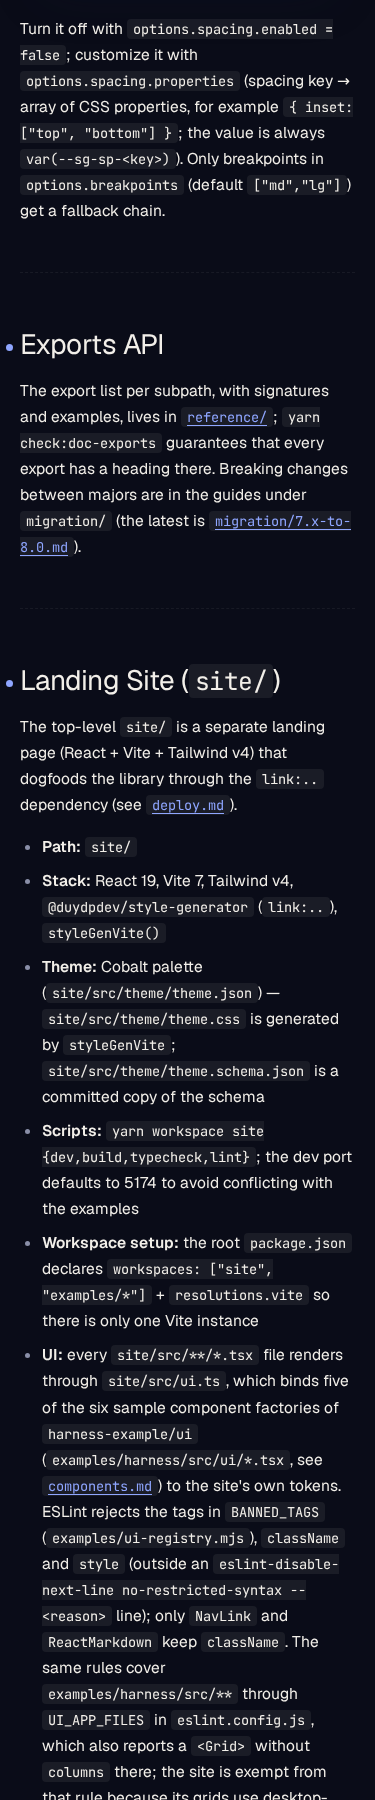 Turn it off with options.spacing.enabled =
false; customize it with
options.spacing.properties (spacing key →
array of CSS properties, for example { inset:
["top", "bottom"] }; the value is always
var(--sg-sp-<key>)). Only breakpoints in
options.breakpoints (default ["md","lg"])
get a fallback chain.
Exports API
The export list per subpath, with signatures
and examples, lives in reference/; yarn
check:doc-exports guarantees that every
export has a heading there. Breaking changes
between majors are in the guides under
migration/ (the latest is migration/7.x-to-
8.0.md).
Landing Site (site/)
The top-level site/ is a separate landing
page (React + Vite + Tailwind v4) that
dogfoods the library through the link:..
dependency (see deploy.md).
• Path: site/
• Stack: React 19, Vite 7, Tailwind v4,
@duydpdev/style-generator (link:..),
styleGenVite()
• Theme: Cobalt palette
(site/src/theme/theme.json) —
site/src/theme/theme.css is generated
by styleGenVite;
site/src/theme/theme.schema.json is a
committed copy of the schema
• Scripts: yarn workspace site
{dev,build,typecheck,lint}; the dev port
defaults to 5174 to avoid conflicting with
the examples
• Workspace setup: the root package.json
declares workspaces: ["site",
"examples/*"] + resolutions.vite so
there is only one Vite instance
• UI: every site/src/**/*.tsx file renders
through site/src/ui.ts, which binds five
of the six sample component factories of
harness-example/ui
(examples/harness/src/ui/*.tsx, see
components.md) to the site's own tokens.
ESLint rejects the tags in BANNED_TAGS
(examples/ui-registry.mjs), className
and style (outside an eslint-disable-
next-line no-restricted-syntax --
<reason> line); only NavLink and
ReactMarkdown keep className. The
same rules cover
examples/harness/src/** through
UI_APP_FILES in eslint.config.js,
which also reports a <Grid> without
columns there; the site is exempt from
that rule because its grids use desktop-